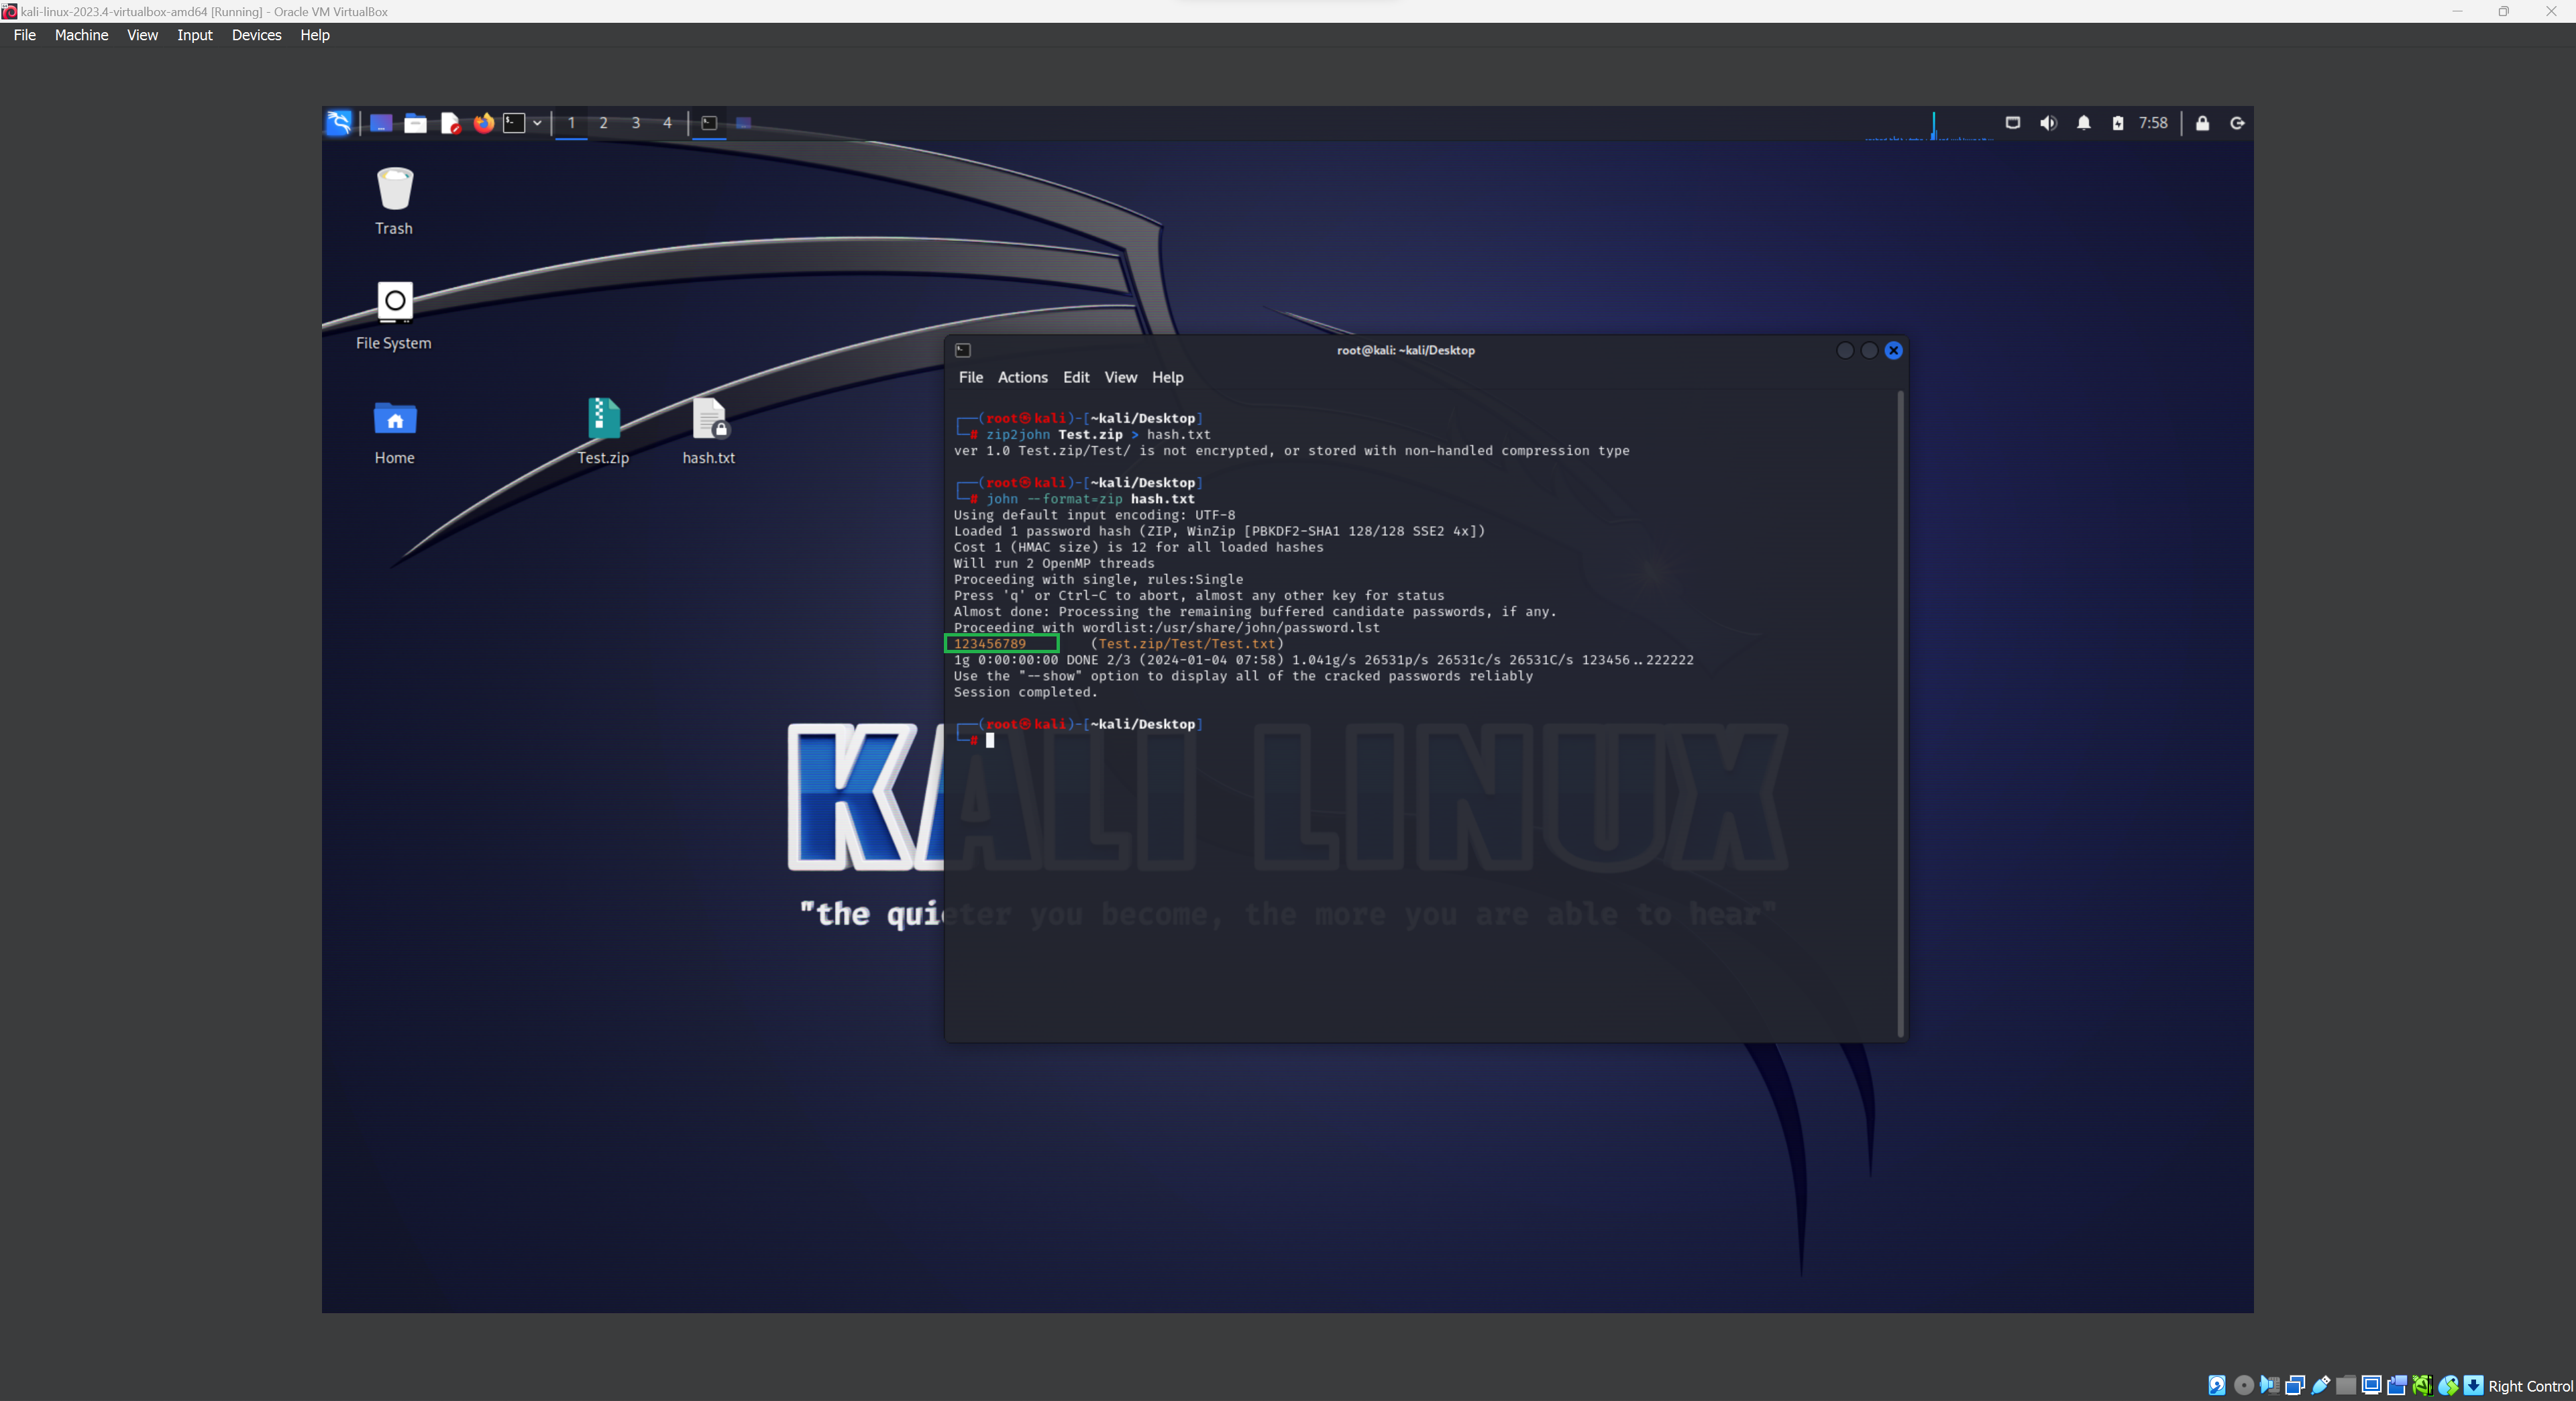 kali-linux-2023.4-virtualbox-amd64 [Running] - Oracle VM VirtualBox
File Machine View Input Devices Help
1 2 3 4 7:58
Trash
File System
Home
Test.zip
hash.txt
root@kali: ~kali/Desktop
File Actions Edit View Help
┌──(root㉿kali)-[~kali/Desktop]
└─# zip2john Test.zip > hash.txt
ver 1.0 Test.zip/Test/ is not encrypted, or stored with non-handled compression type
┌──(root㉿kali)-[~kali/Desktop]
└─# john --format=zip hash.txt
Using default input encoding: UTF-8
Loaded 1 password hash (ZIP, WinZip [PBKDF2-SHA1 128/128 SSE2 4x])
Cost 1 (HMAC size) is 12 for all loaded hashes
Will run 2 OpenMP threads
Proceeding with single, rules:Single
Press 'q' or Ctrl-C to abort, almost any other key for status
Almost done: Processing the remaining buffered candidate passwords, if any.
Proceeding with wordlist:/usr/share/john/password.lst
123456789 (Test.zip/Test/Test.txt)
1g 0:00:00:00 DONE 2/3 (2024-01-04 07:58) 1.041g/s 26531p/s 26531c/s 26531C/s 123456..222222
Use the "--show" option to display all of the cracked passwords reliably
Session completed.
┌──(root㉿kali)-[~kali/Desktop]
└─#
KALI LINUX
"the quieter you become, the more you are able to hear"
Right Control